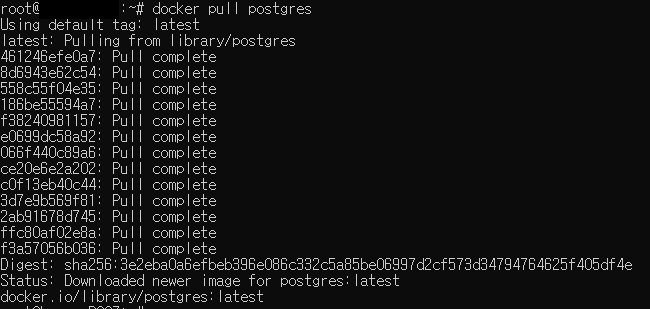 root@ :~# docker pull postgres
Using default tag: latest
latest: Pulling from library/postgres
461246efe0a7: Pull complete
8d6943e62c54: Pull complete
558c55f04e35: Pull complete
186be55594a7: Pull complete
f38240981157: Pull complete
e0699dc58a92: Pull complete
066f440c89a6: Pull complete
ce20e6e2a202: Pull complete
c0f13eb40c44: Pull complete
3d7e9b569f81: Pull complete
2ab91678d745: Pull complete
ffc80af02e8a: Pull complete
f3a57056b036: Pull complete
Digest: sha256:3e2eba0a6efbeb396e086c332c5a85be06997d2cf573d34794764625f405df4e
Status: Downloaded newer image for postgres:latest
docker.io/library/postgres:latest